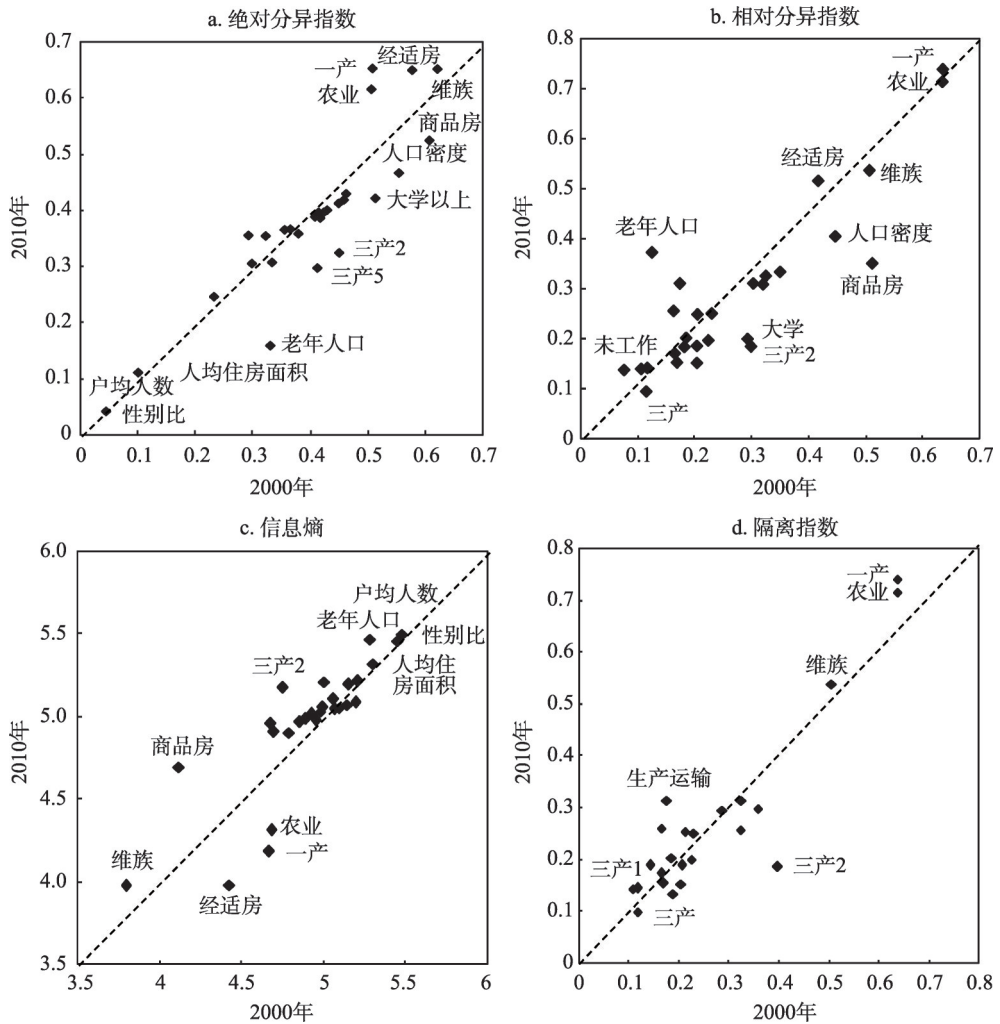 a. 绝对分异指数
0.7
0.6
0.5
0.4
0.3
0.2
0.1
0
2010年
经适房
一产
农业
维族
商品房
人口密度
大学以上
三产2
三产5
老年人口
人均住房面积
户均人数
性别比
0 0.1 0.2 0.3 0.4 0.5 0.6 0.7
2000年
b. 相对分异指数
0.8
0.7
0.6
0.5
0.4
0.3
0.2
0.1
0
2010年
一产
农业
经适房
维族
老年人口
人口密度
商品房
未工作
大学
三产2
三产
0 0.1 0.2 0.3 0.4 0.5 0.6 0.7
2000年
c. 信息熵
6.0
5.5
5.0
4.5
4.0
3.5
2010年
户均人数
老年人口
性别比
三产2
人均住
房面积
商品房
农业
一产
维族
经适房
3.5 4 4.5 5 5.5 6
2000年
d. 隔离指数
0.8
0.7
0.6
0.5
0.4
0.3
0.2
0.1
0
2010年
一产
农业
维族
生产运输
三产1
三产2
三产
0 0.1 0.2 0.3 0.4 0.5 0.6 0.7 0.8
2000年